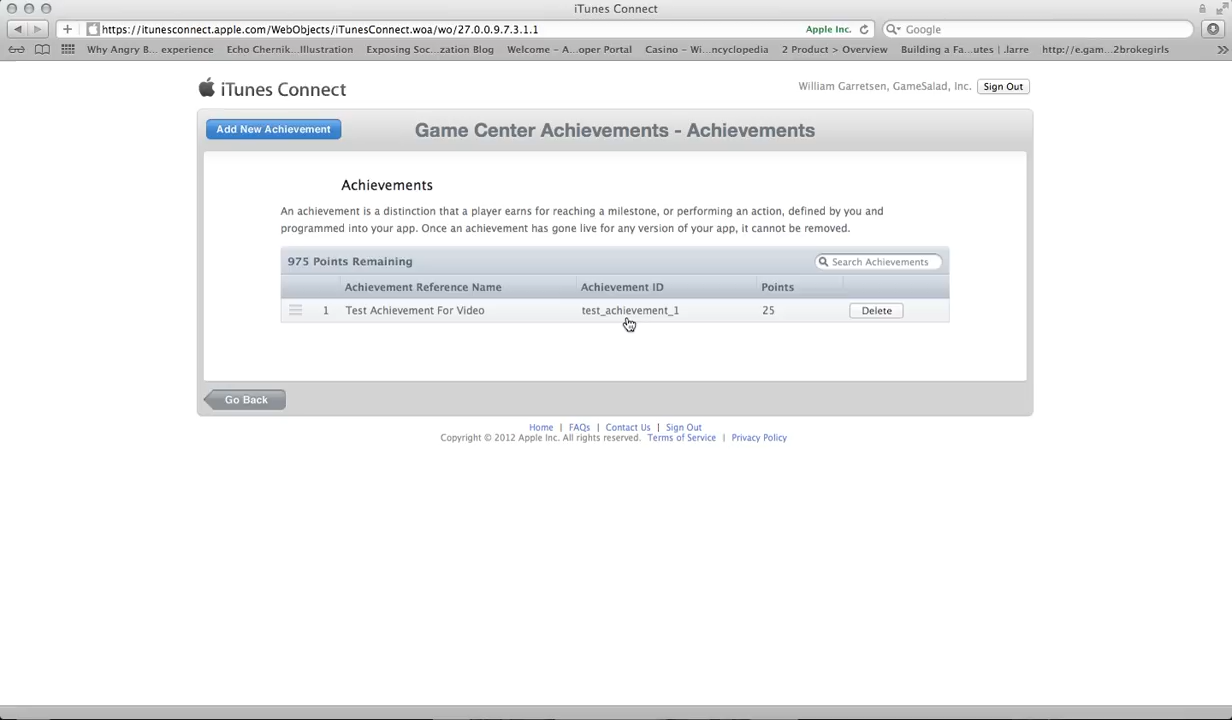 iTunes Connect
https://itunesconnect.apple.com/WebObjects/iTunesConnect.woa/wo/27.0.0.9.7.3.1.1 Apple Inc. Google
Why Angry B... experience Echo Chernik...llustration Exposing Soc...zation Blog Welcome – A...oper Portal Casino – Wi...ncyclopedia 2 Product > Overview Building a Fa...utes | .larre http://e.gam...2brokegirls
iTunes Connect
William Garretsen, GameSalad, Inc. Sign Out
Add New Achievement
Game Center Achievements - Achievements
Achievements
An achievement is a distinction that a player earns for reaching a milestone, or performing an action, defined by you and
programmed into your app. Once an achievement has gone live for any version of your app, it cannot be removed.
975 Points Remaining Search Achievements
Achievement Reference Name Achievement ID Points
1 Test Achievement For Video test_achievement_1 25 Delete
Go Back
Home | FAQs | Contact Us | Sign Out
Copyright © 2012 Apple Inc. All rights reserved. Terms of Service | Privacy Policy